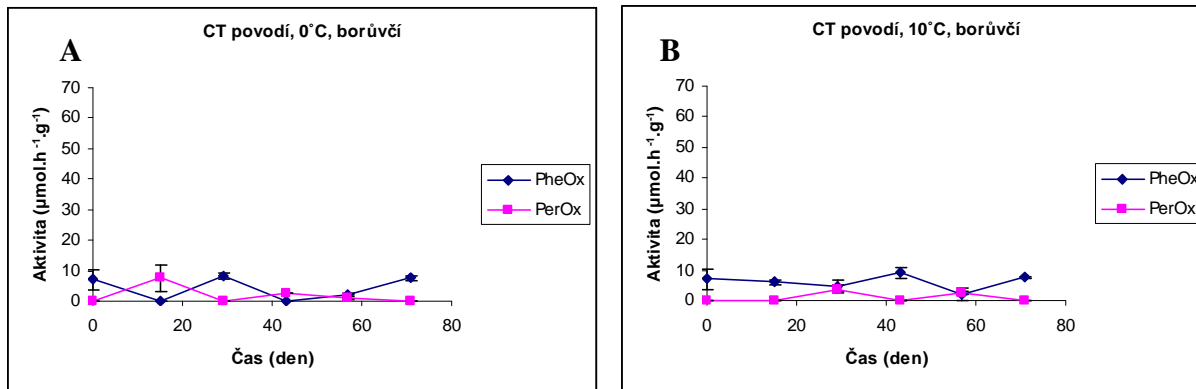 CT povodí, 0˚C, borůvčí
A
70
60
50
40
30
20
10
0
Aktivita (µmol.h⁻¹.g⁻¹)
0 20 40 60 80
Čas (den)
PheOx
PerOx
CT povodí, 10˚C, borůvčí
B
70
60
50
40
30
20
10
0
Aktivita (µmol.h⁻¹.g⁻¹)
0 20 40 60 80
Čas (den)
PheOx
PerOx